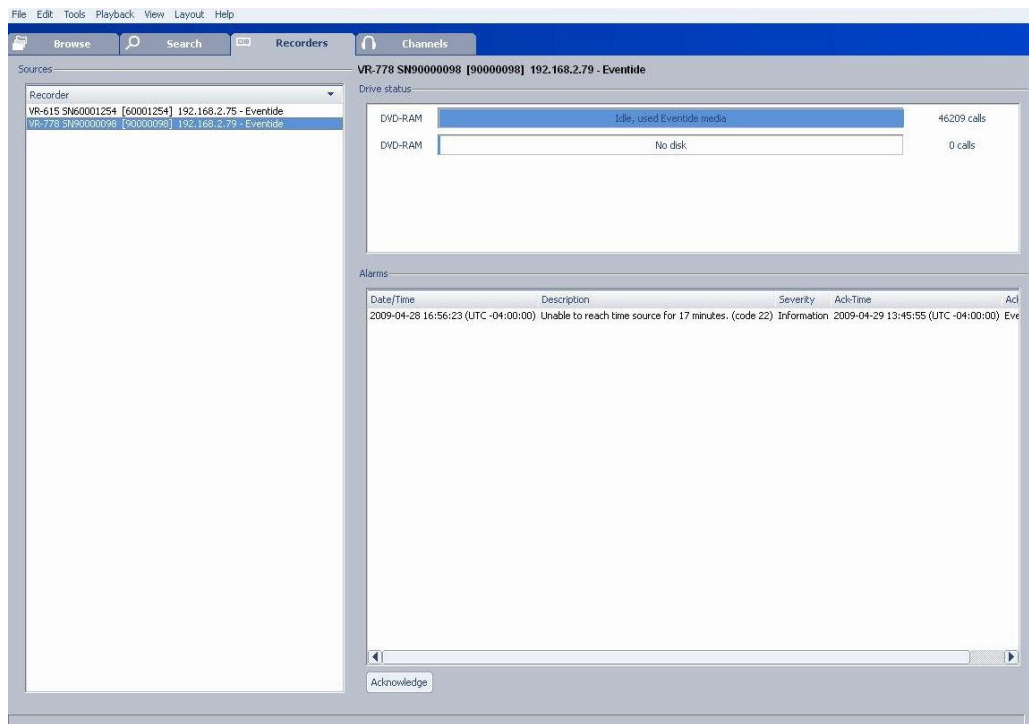 File Edit Tools Playback View Layout Help
Browse Search Recorders Channels
Sources
Recorder
VR-615 SN60001254 [60001254] 192.168.2.75 - Eventide
VR-778 SN90000098 [90000098] 192.168.2.79 - Eventide
VR-778 SN90000098 [90000098] 192.168.2.79 - Eventide
Drive status
DVD-RAM Idle, used Eventide media 46209 calls
DVD-RAM No disk 0 calls
Alarms
Date/Time Description Severity Ack-Time Ack
2009-04-28 16:56:23 (UTC -04:00:00) Unable to reach time source for 17 minutes. (code 22) Information 2009-04-29 13:45:55 (UTC -04:00:00) Eve
Acknowledge